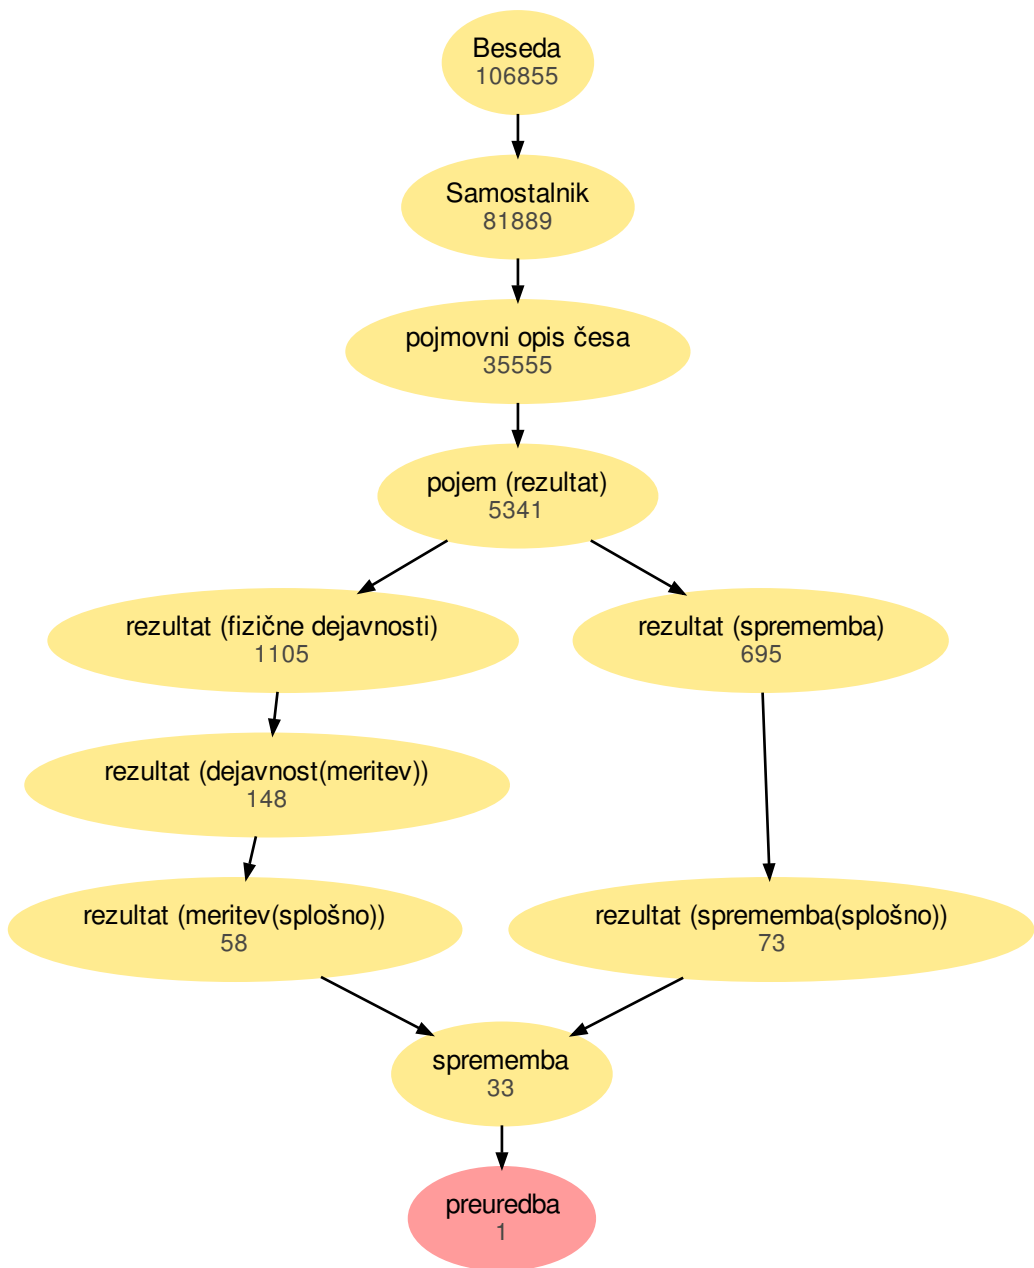 Beseda
106855
Samostalnik
81889
pojmovni opis česa
35555
pojem (rezultat)
5341
rezultat (fizične dejavnosti)
1105
rezultat (sprememba)
695
rezultat (dejavnost(meritev))
148
rezultat (meritev(splošno))
58
rezultat (sprememba(splošno))
73
sprememba
33
preuredba
1